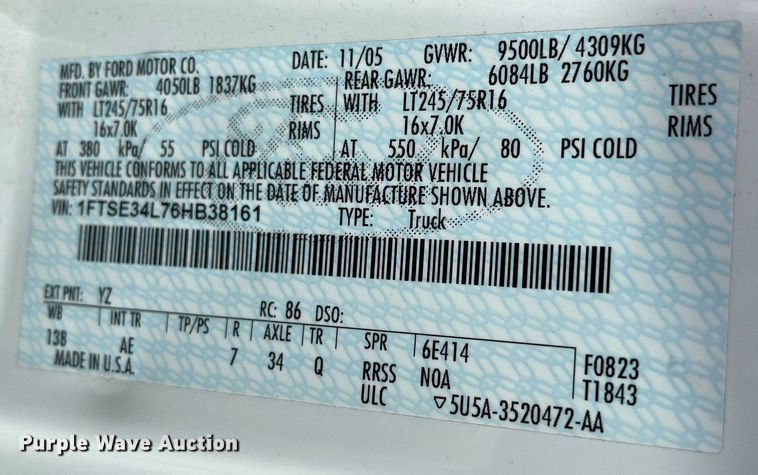 MFD. BY FORD MOTOR CO. DATE: 11/05 GVWR: 9500LB/ 4309KG
FRONT GAWR: 4050LB 1837KG REAR GAWR: 6084LB 2760KG
WITH LT245/75R16 TIRES WITH LT245/75R16 TIRES
16x7.0K RIMS 16x7.0K RIMS
AT 380 kPa/ 55 PSI COLD AT 550 kPa/ 80 PSI COLD
THIS VEHICLE CONFORMS TO ALL APPLICABLE FEDERAL MOTOR VEHICLE
SAFETY STANDARDS IN EFFECT ON THE DATE OF MANUFACTURE SHOWN ABOVE.
VIN: 1FTSE34L76HB38161 TYPE: Truck
EXT PNT: YZ RC: 86 DSO:
WB INT TR TP/PS R AXLE TR SPR 6E414 F0823
138 AE 7 34 Q RRSS NOA T1843
MADE IN U.S.A. ULC ▽5U5A-3520472-AA
Purple Wave Auction